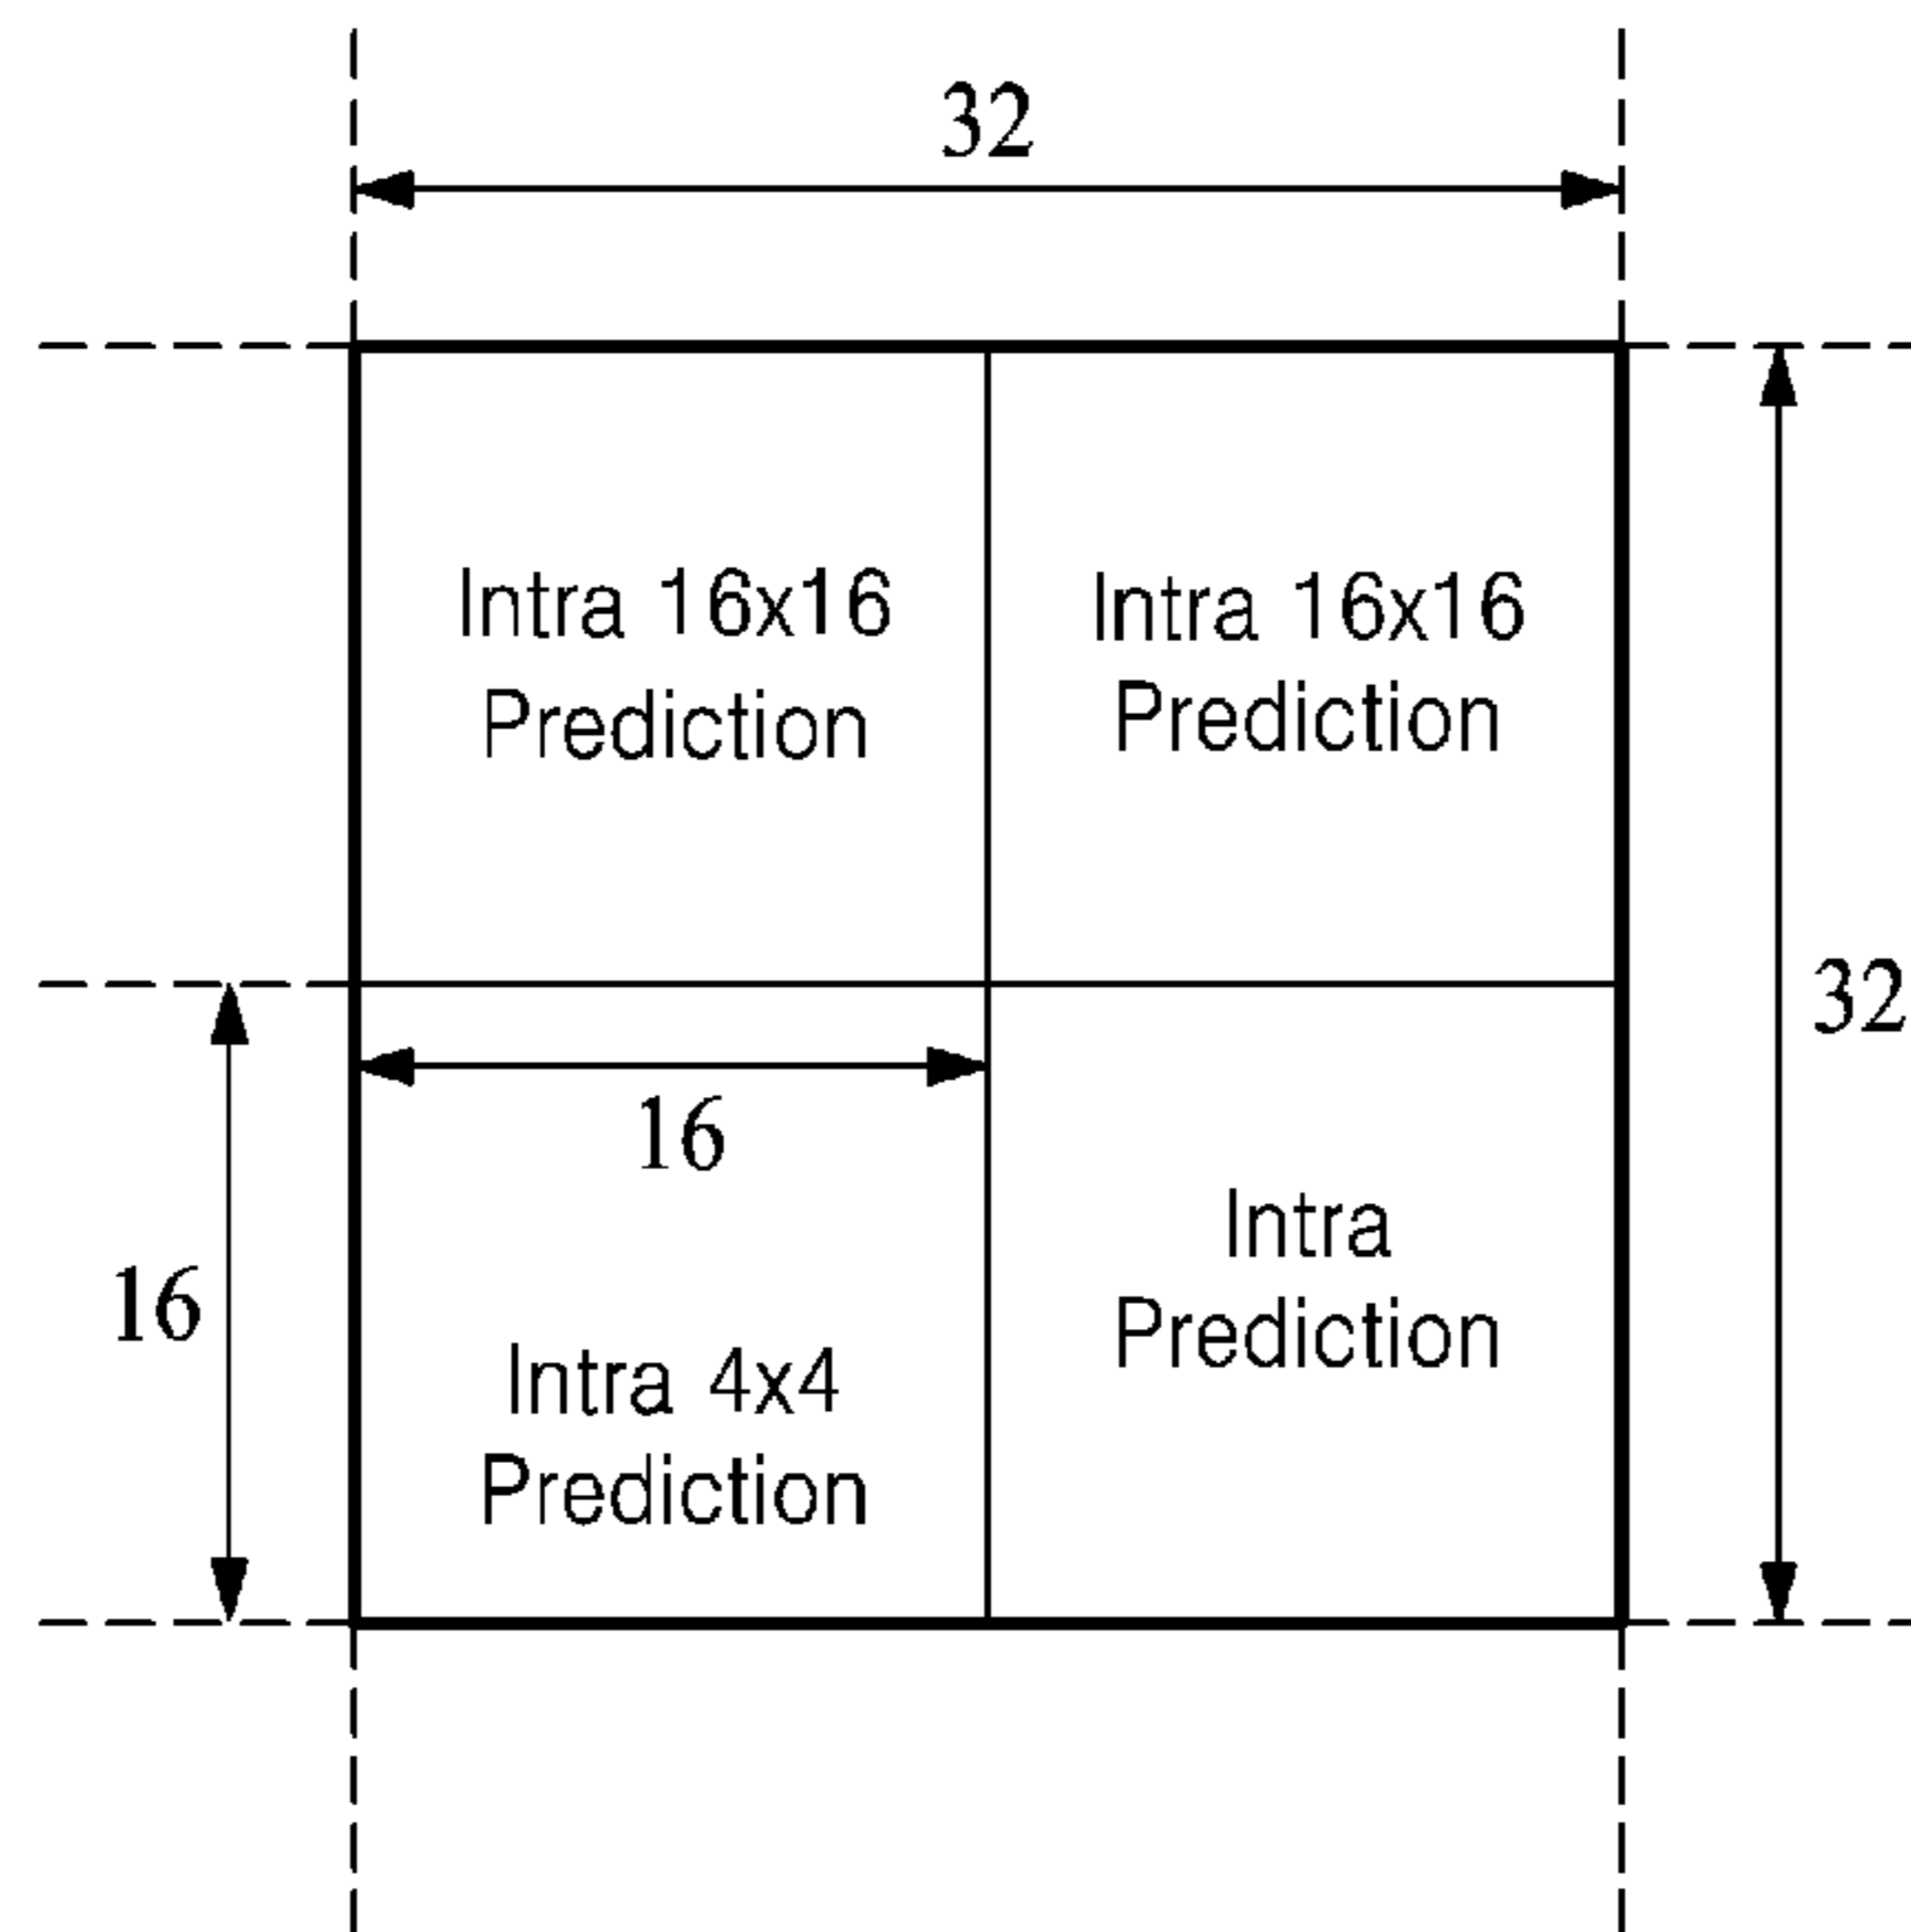 32
Intra 16x16
Prediction
Intra 16x16
Prediction
32
16
16
Intra 4x4
Prediction
Intra
Prediction